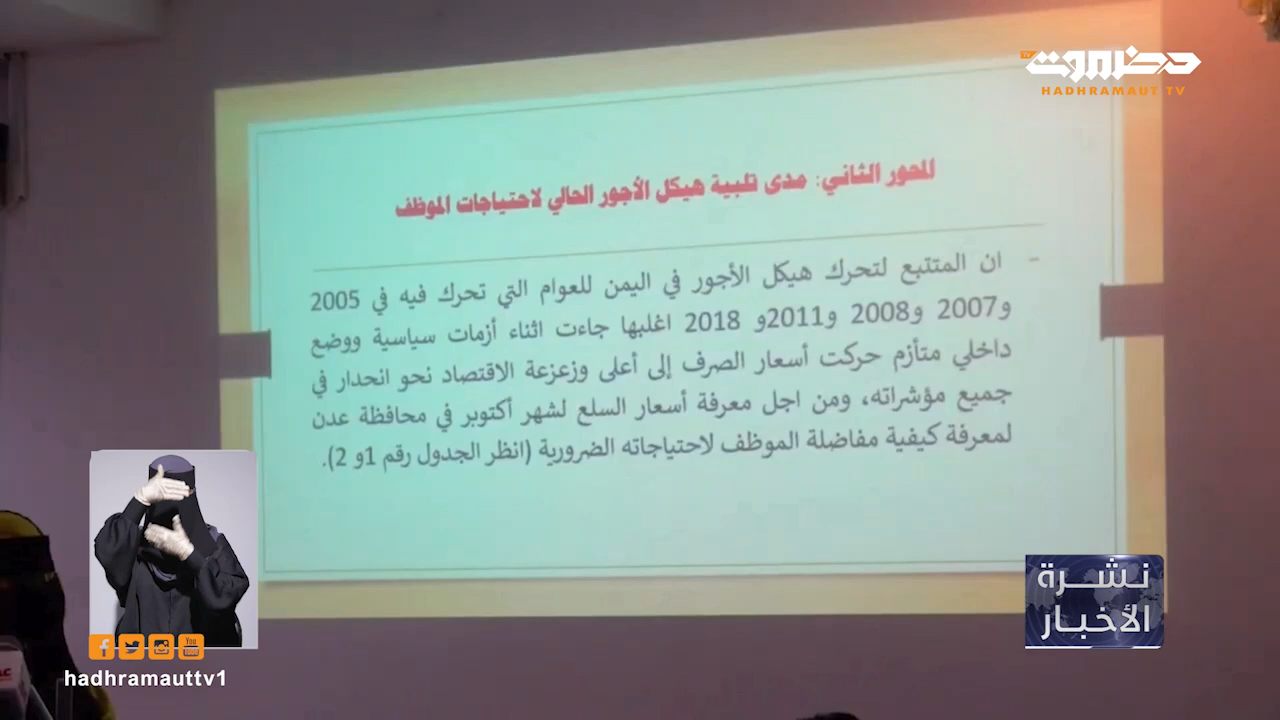 حضرموت
TV
HADHRAMAUT TV
المحور الثاني: مدى تلبية هيكل الأجور الحالي لاحتياجات الموظف
- ان المتتبع لتحرك هيكل الأجور في اليمن للعوام التي تحرك فيه في 2005
و2007 و2008 و2011و 2018 اغلبها جاءت اثناء أزمات سياسية ووضع
داخلي متأزم حركت أسعار الصرف إلى أعلى وزعزعة الاقتصاد نحو انحدار في
جميع مؤشراته، ومن اجل معرفة أسعار السلع لشهر أكتوبر في محافظة عدن
لمعرفة كيفية مفاضلة الموظف لاحتياجاته الضرورية (انظر الجدول رقم 1و 2).
نشرة
الأخبار
You
hadhramauttv1